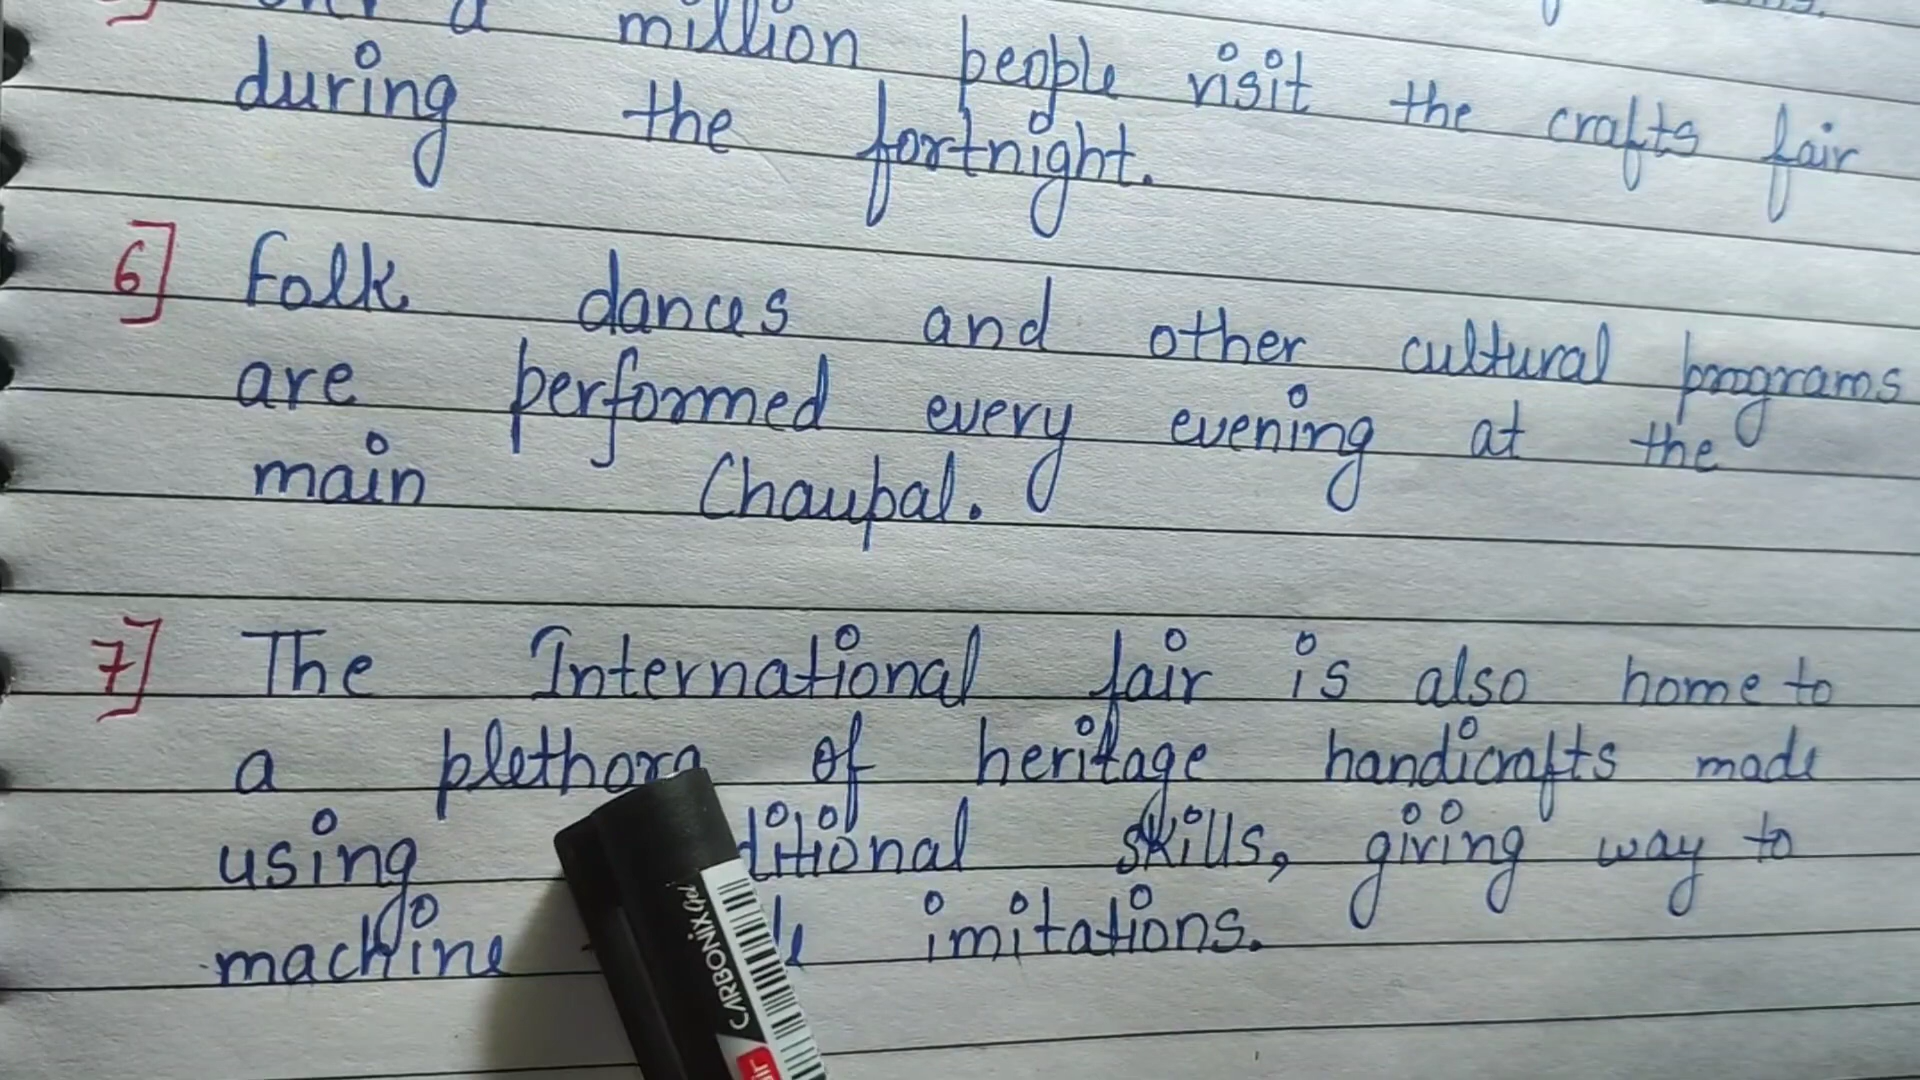 a million people visit the crafts fair
during the fortnight.
6] Folk dances and other cultural programs
are performed every evening at the
main Chaupal.
7] The International fair is also home to
a plethora of heritage handicrafts made
using ditional skills, giving way to
machine imitations.
CARBONIX Gel